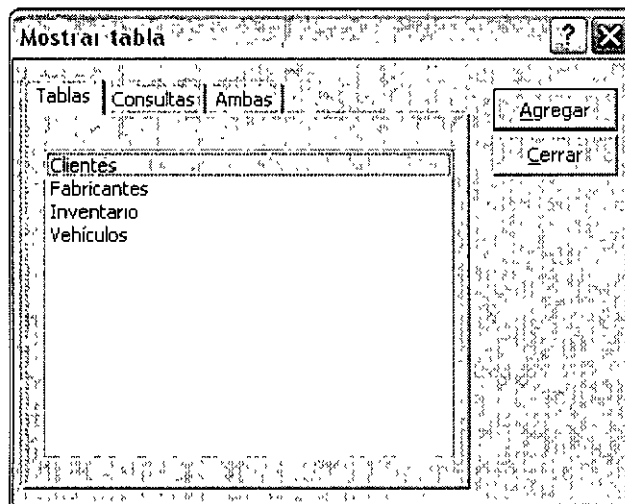 Mostrar tabla ?
Tablas Consultas Ambas
Agregar
Cerrar
Clientes
Fabricantes
Inventario
Vehículos